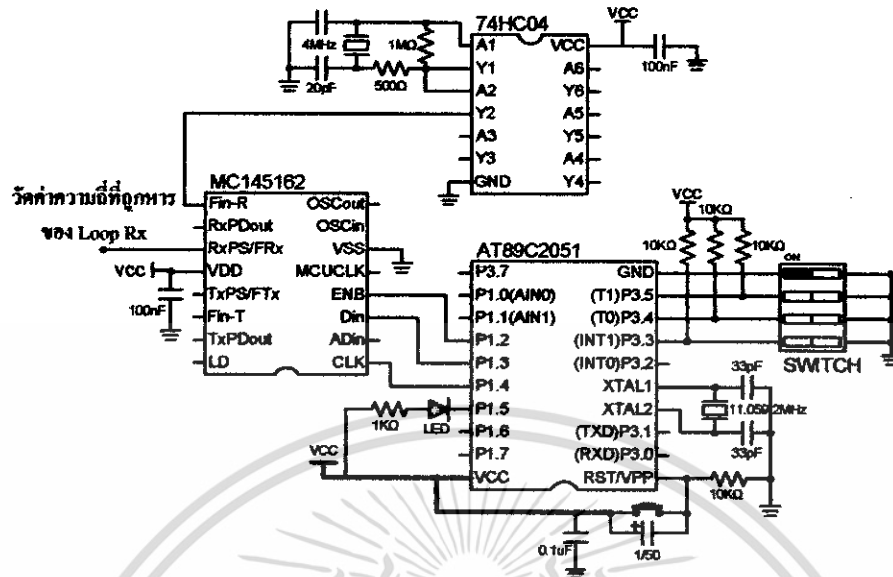 74HC04
VCC
4MHz
1MΩ
20pF
500Ω
A1
Y1
A2
Y2
A3
Y3
GND
VCC
A6
Y6
A5
Y5
A4
Y4
100nF
วัดค่าความถี่ที่ถูกหาร
ของ Loop Rx
MC145162
Fin-R
RxPDout
RxPS/FRx
VDD
TxPS/FTx
Fin-T
TxPDout
LD
OSCout
OSCin
VSS
MCUCLK
ENB
Din
ADin
CLK
VCC
100nF
AT89C2051
P3.7
P1.0(AIN0)
P1.1(AIN1)
P1.2
P1.3
P1.4
P1.5
P1.6
P1.7
VCC
GND
(T1)P3.5
(T0)P3.4
(INT1)P3.3
(INT0)P3.2
XTAL1
XTAL2
(TXD)P3.1
(RXD)P3.0
RST/VPP
VCC
10KΩ
10KΩ
10KΩ
ON
SWITCH
33pF
11.0592MHz
33pF
10KΩ
1KΩ
LED
VCC
0.1uF
+
1/50